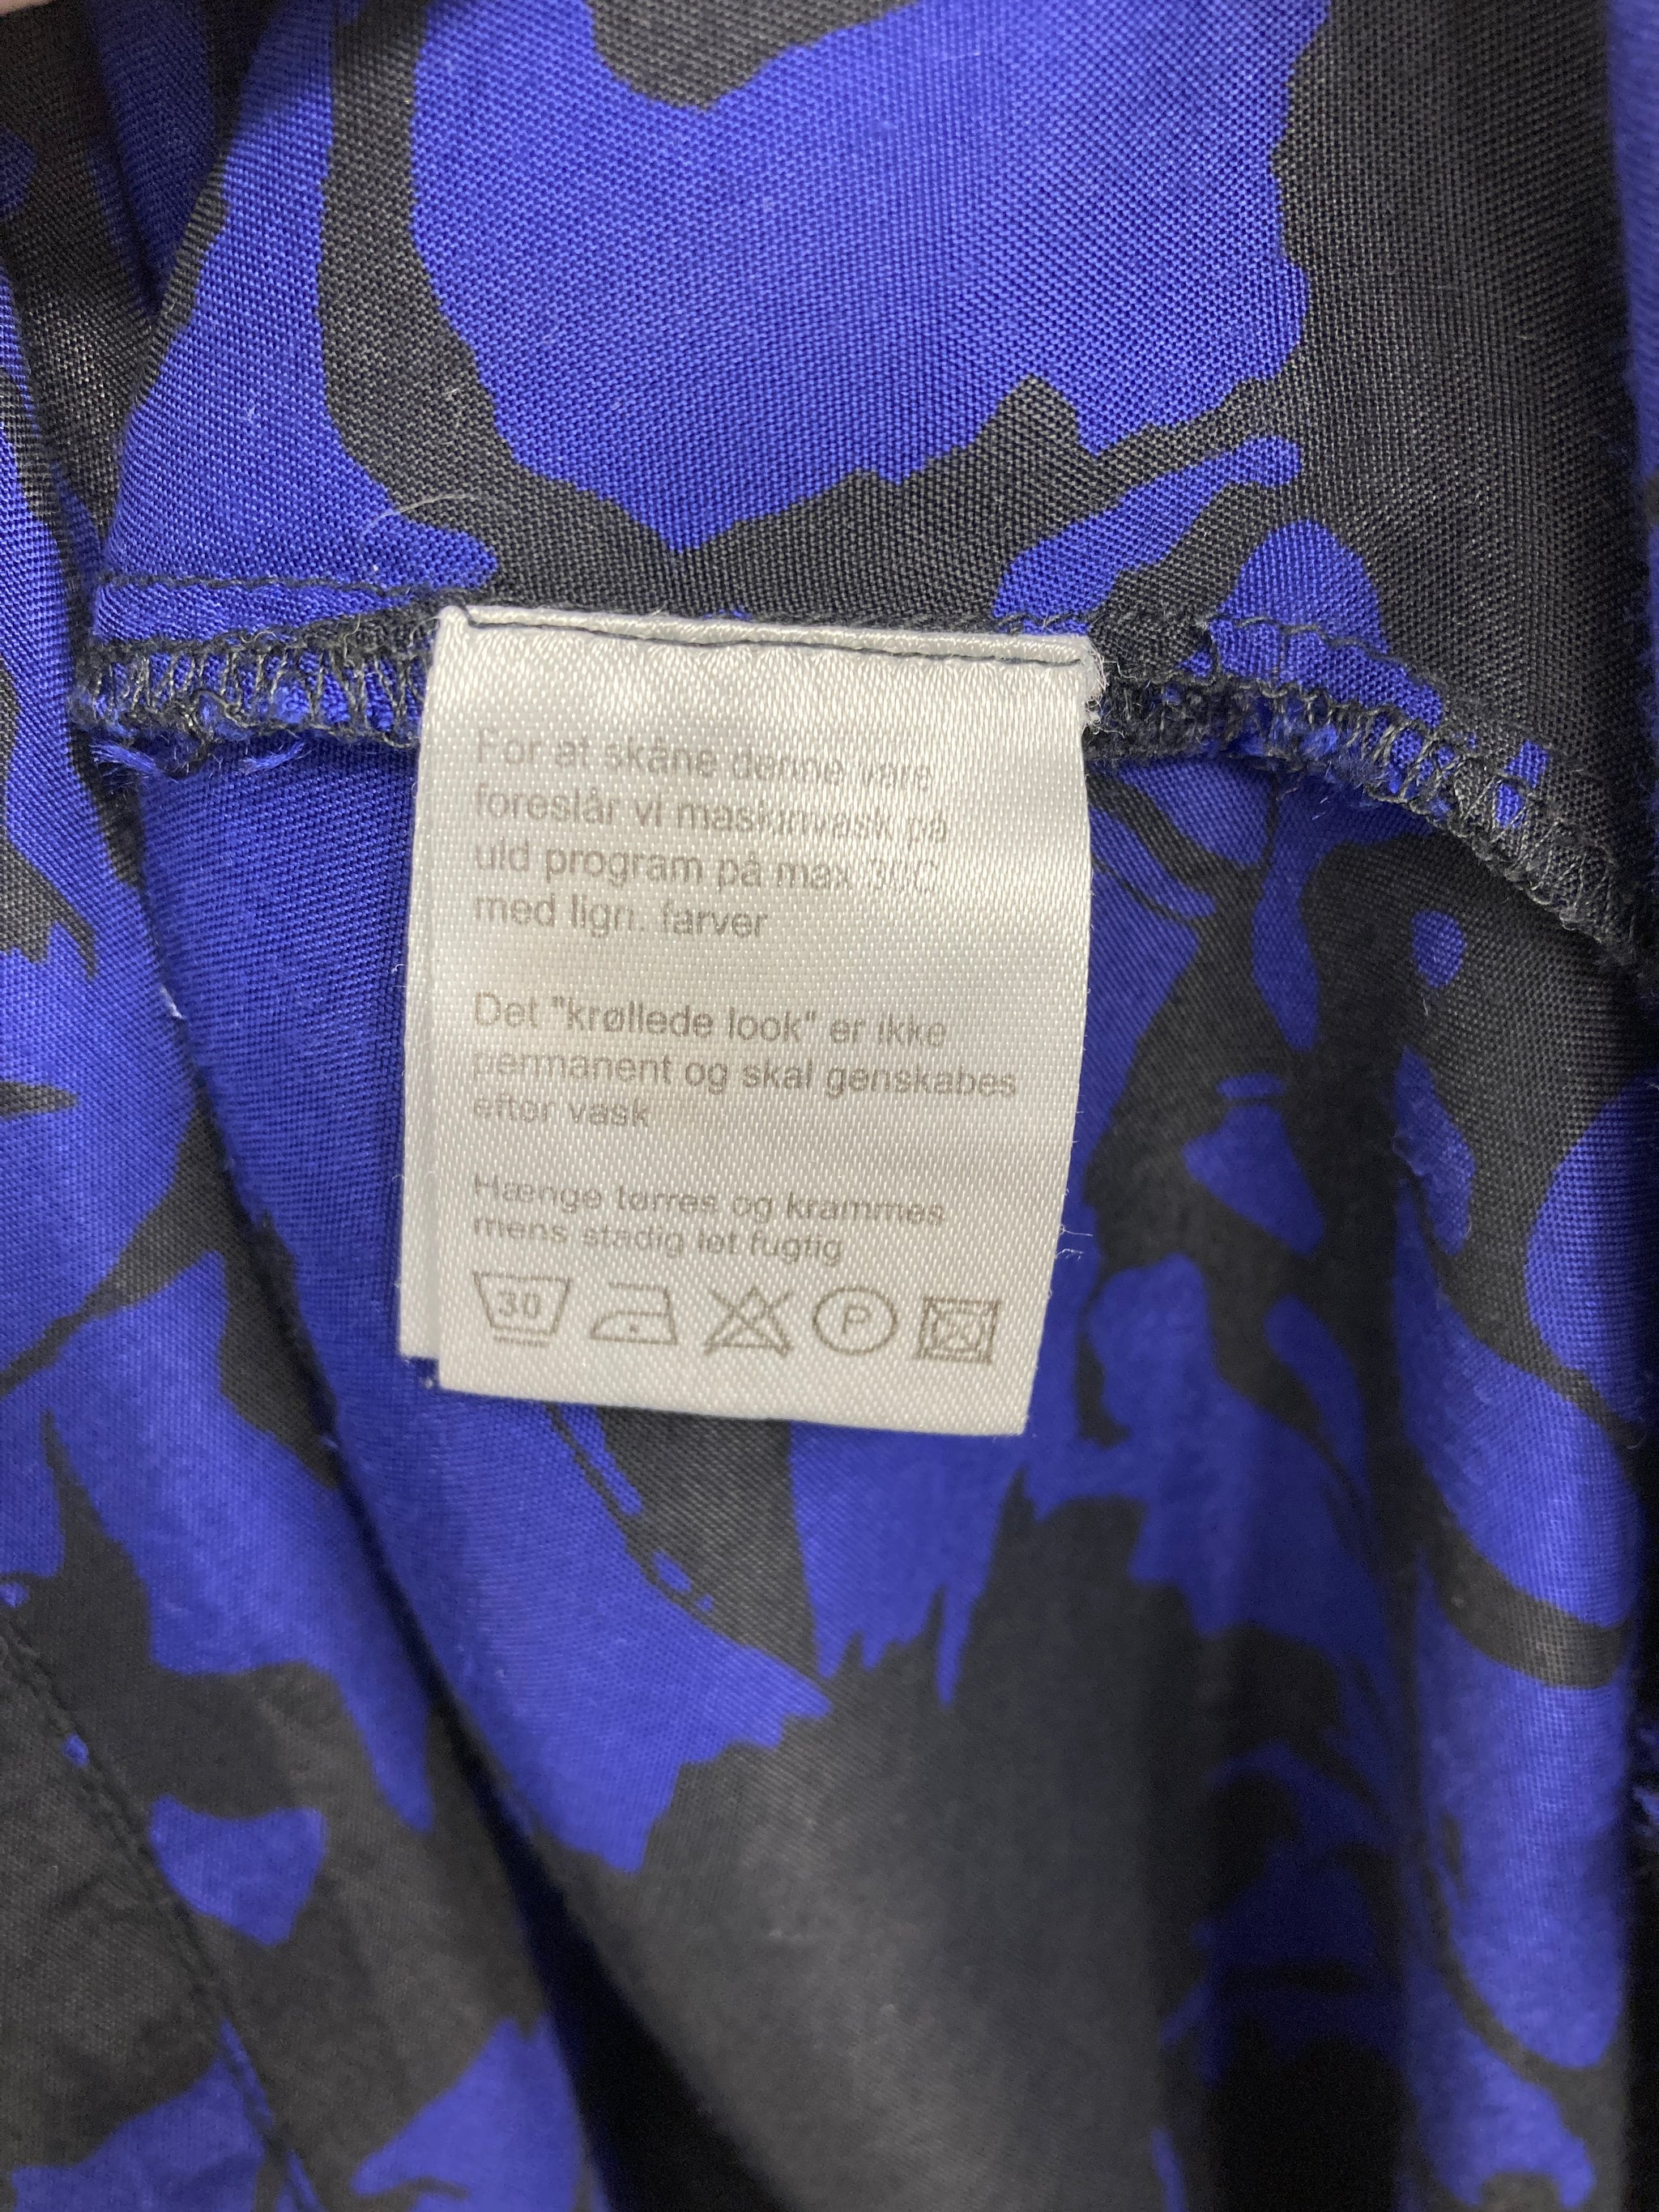 For at skåne denne vare
foreslår vi maskinvask på
uld program på max 30C
med lign. farver
Det "krøllede look" er ikke
permanent og skal genskabes
efter vask
Hænge tørres og krammes
mens stadig let fugtig
30
P